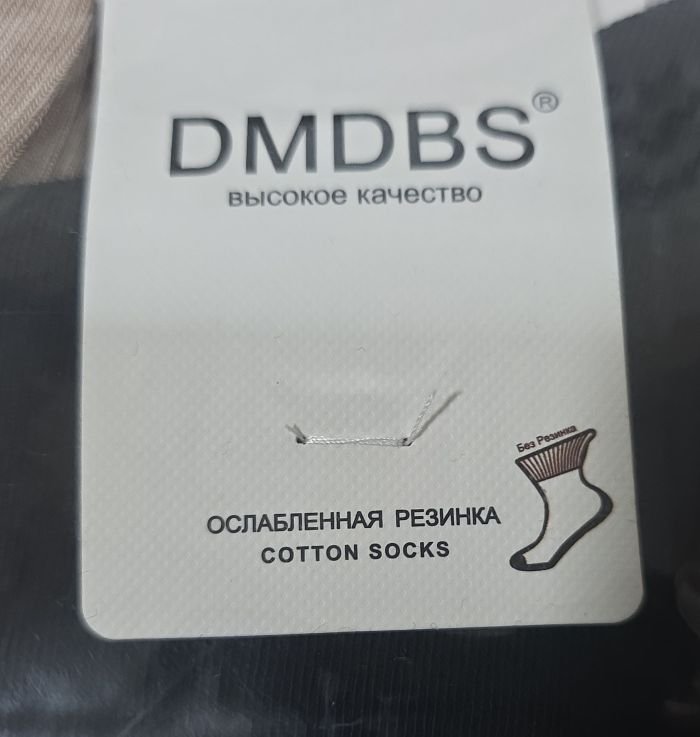 DMDBS®
высокое качество
Без Резинка
ОСЛАБЛЕННАЯ РЕЗИНКА
COTTON SOCKS